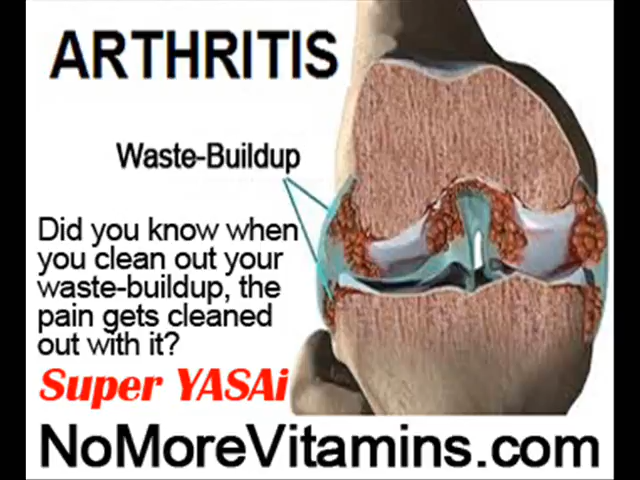 ARTHRITIS
Waste-Buildup
Did you know when
you clean out your
waste-buildup, the
pain gets cleaned
out with it?
Super YASAi
NoMoreVitamins.com